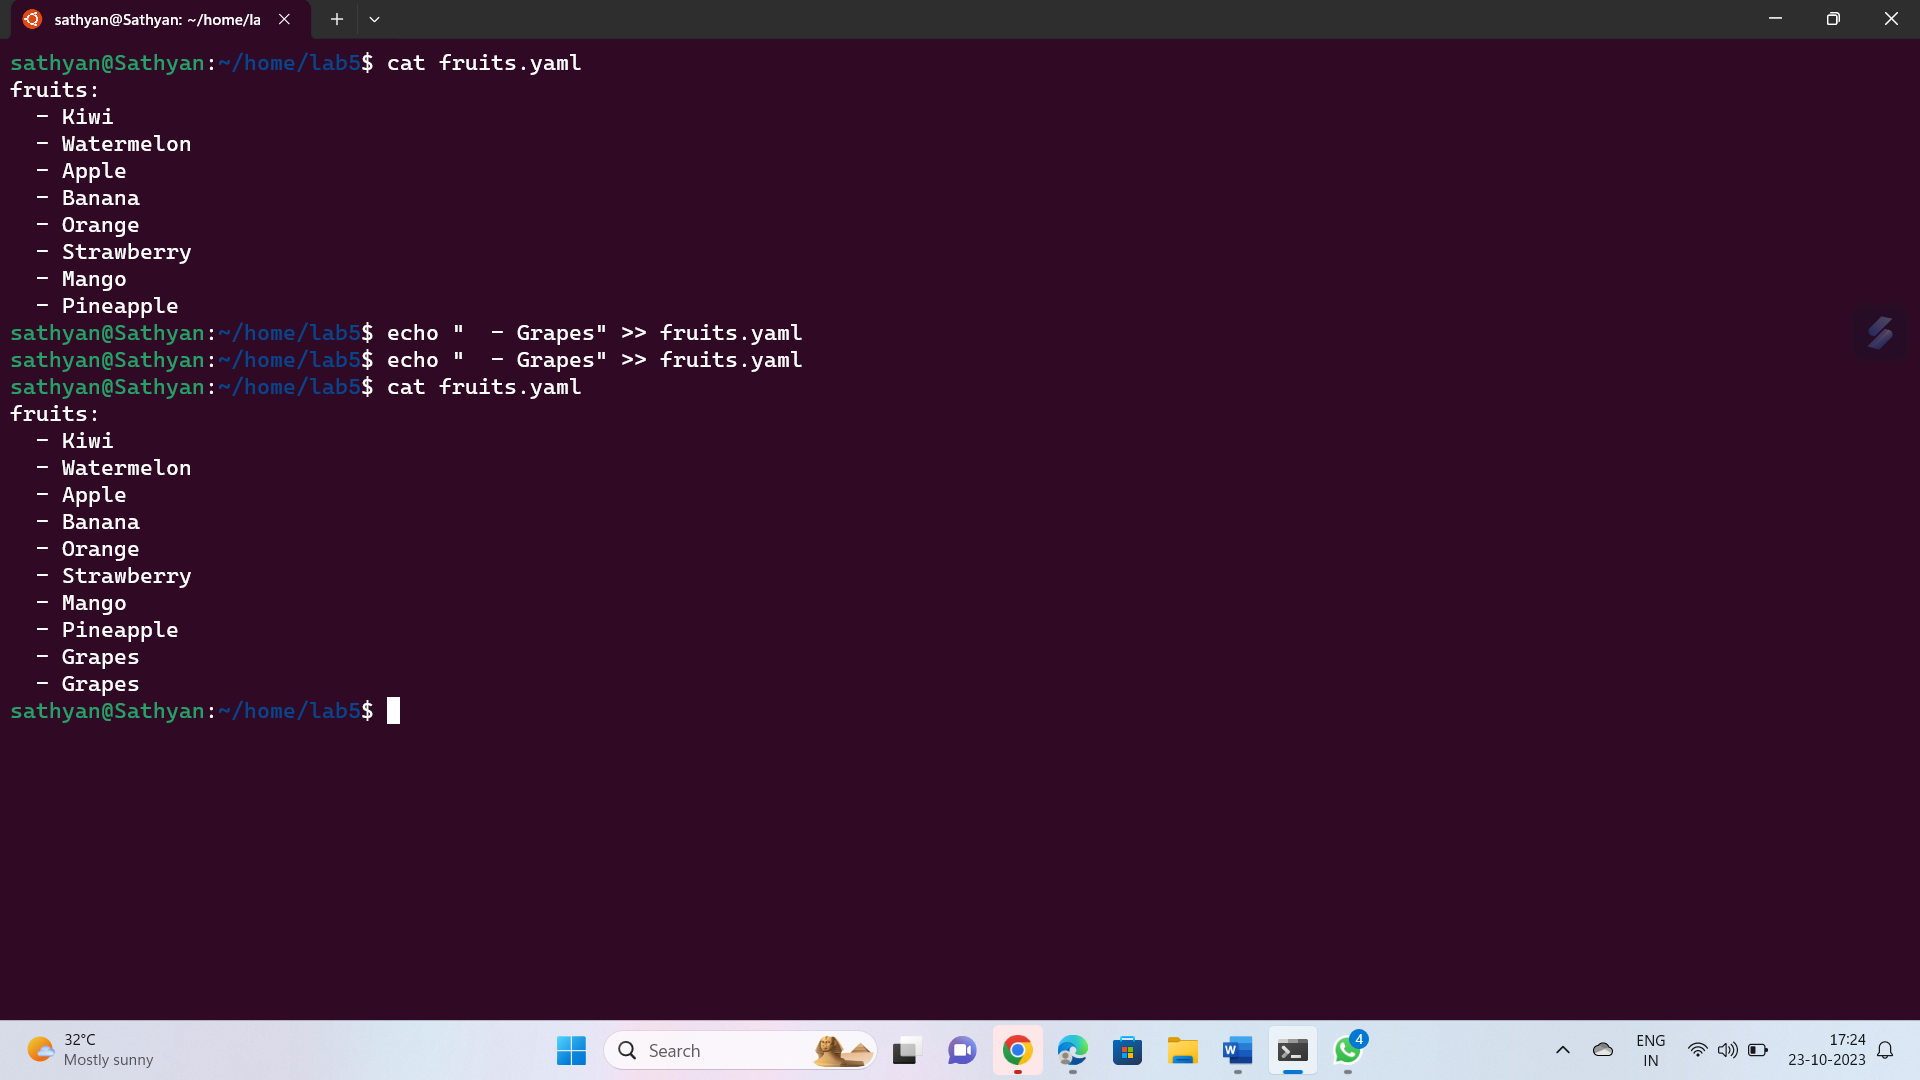 sathyan@Sathyan: ~/home/la
sathyan@Sathyan:~/home/lab5$ cat fruits.yaml
fruits:
  - Kiwi
  - Watermelon
  - Apple
  - Banana
  - Orange
  - Strawberry
  - Mango
  - Pineapple
sathyan@Sathyan:~/home/lab5$ echo "  - Grapes" >> fruits.yaml
sathyan@Sathyan:~/home/lab5$ echo "  - Grapes" >> fruits.yaml
sathyan@Sathyan:~/home/lab5$ cat fruits.yaml
fruits:
  - Kiwi
  - Watermelon
  - Apple
  - Banana
  - Orange
  - Strawberry
  - Mango
  - Pineapple
  - Grapes
  - Grapes
sathyan@Sathyan:~/home/lab5$
32°C
Mostly sunny
Search
W
4
ENG
IN
17:24
23-10-2023